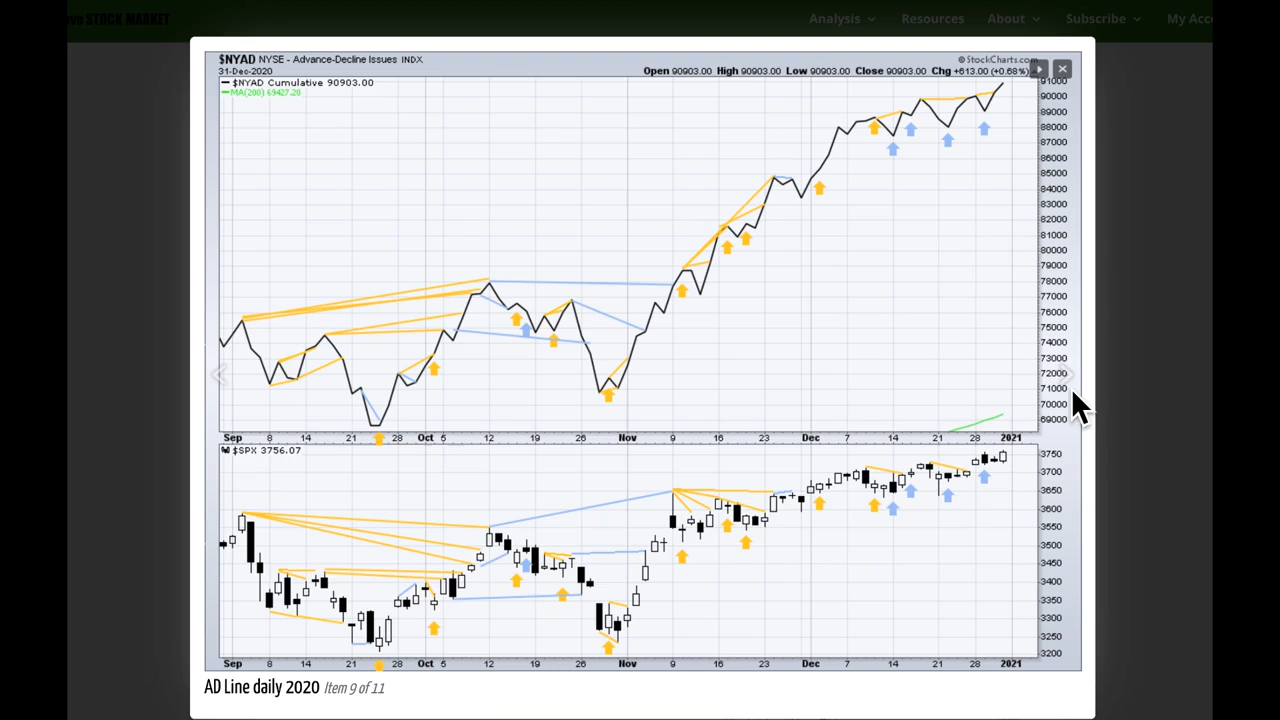 STOCK MARKET
Analysis
Resources
About
Subscribe
My Acc
$NYAD NYSE - Advance-Decline Issues INDX
© StockCharts.com
31-Dec-2020
Open 90903.00 High 90903.00 Low 90903.00 Close 90903.00 Chg +613.00 (+0.68%)
$NYAD Cumulative 90903.00
MA(200) 69427.20
91000
90000
89000
88000
87000
86000
85000
84000
83000
82000
81000
80000
79000
78000
77000
76000
75000
74000
73000
72000
71000
70000
69000
Sep 8 14 21 28 Oct 5 12 19 26 Nov 9 16 23 Dec 7 14 21 28 2021
$SPX 3756.07
3750
3700
3650
3600
3550
3500
3450
3400
3350
3300
3250
3200
Sep 8 14 21 28 Oct 5 12 19 26 Nov 9 16 23 Dec 7 14 21 28 2021
AD Line daily 2020 Item 9 of 11